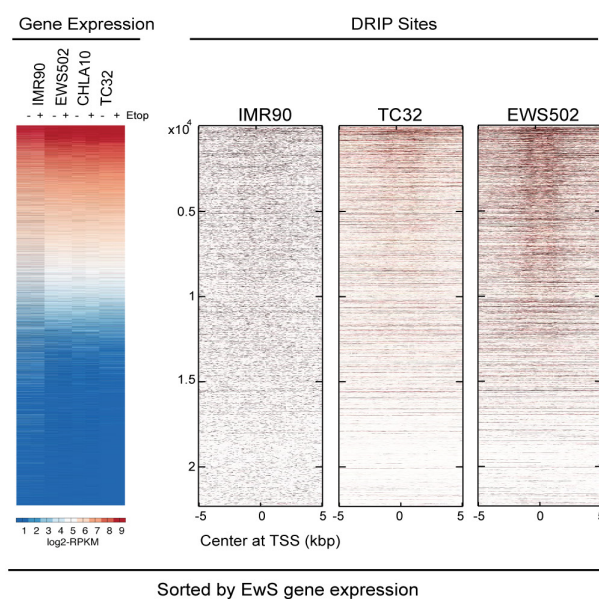 Gene Expression
DRIP Sites
IMR90
EWS502
CHLA10
TC32
- + - + - + - + Etop
IMR90
TC32
EWS502
x10⁴
0.5
1
1.5
2
-5 0 5
-5 0 5
-5 0 5
1 2 3 4 5 6 7 8 9
log2-RPKM
Center at TSS (kbp)
Sorted by EwS gene expression